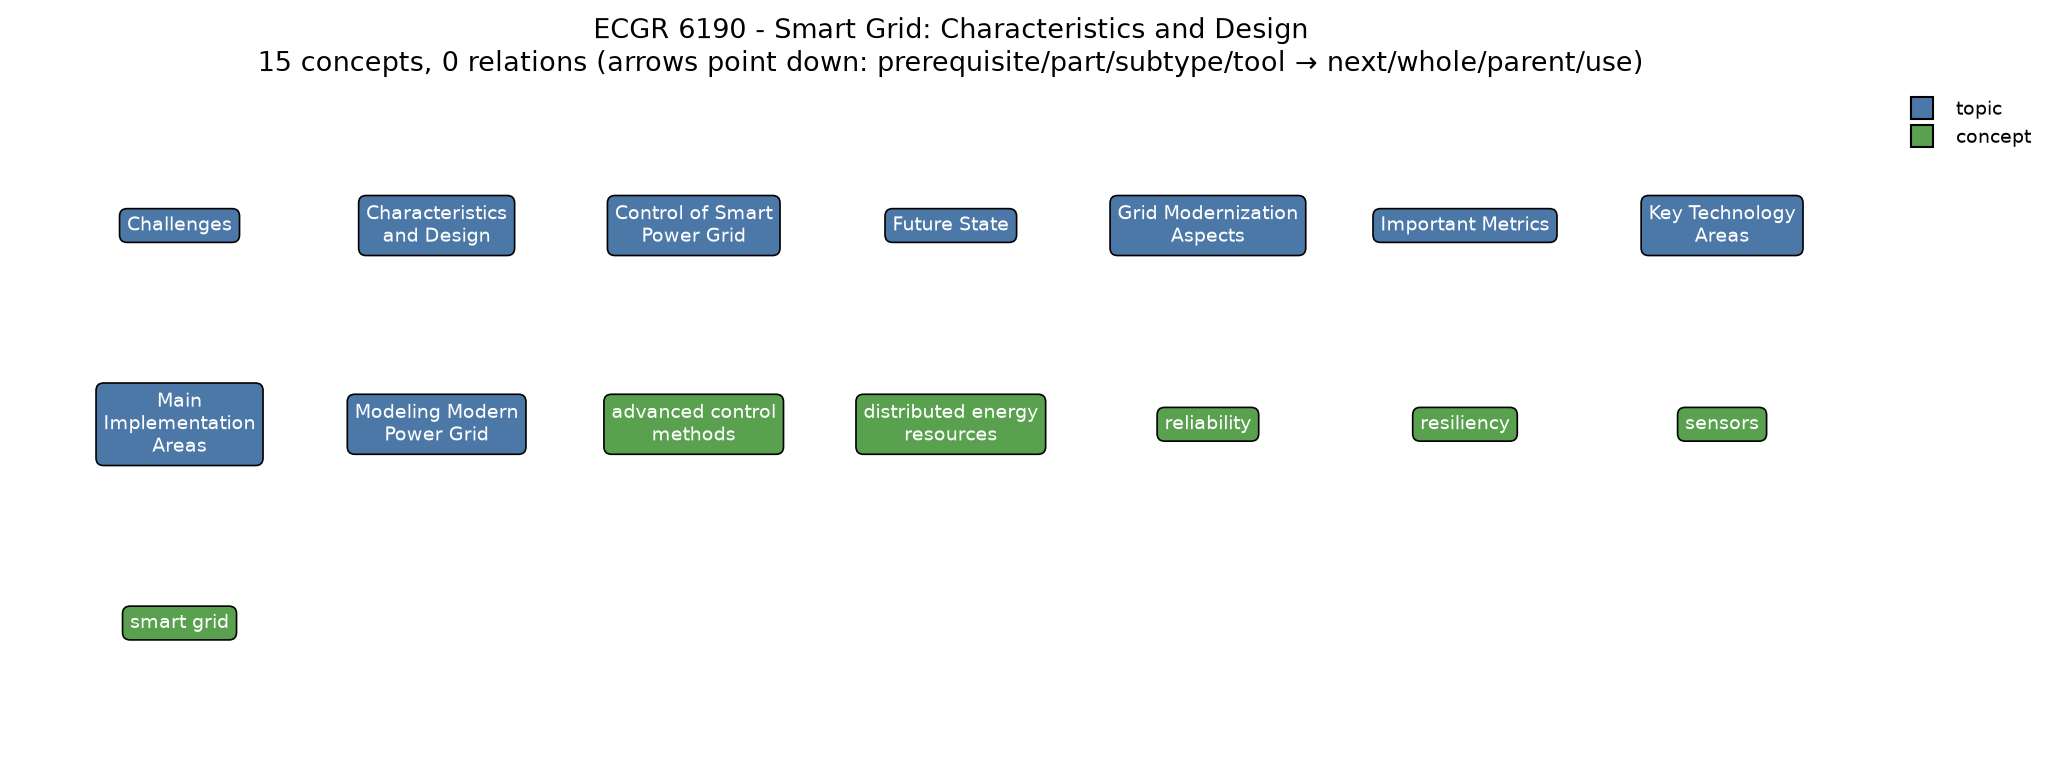 ECGR 6190 - Smart Grid: Characteristics and Design
15 concepts, 0 relations (arrows point down: prerequisite/part/subtype/tool → next/whole/parent/use)
topic
concept
Challenges
Characteristics
and Design
Control of Smart
Power Grid
Future State
Grid Modernization
Aspects
Important Metrics
Key Technology
Areas
Main
Implementation
Areas
Modeling Modern
Power Grid
advanced control
methods
distributed energy
resources
reliability
resiliency
sensors
smart grid